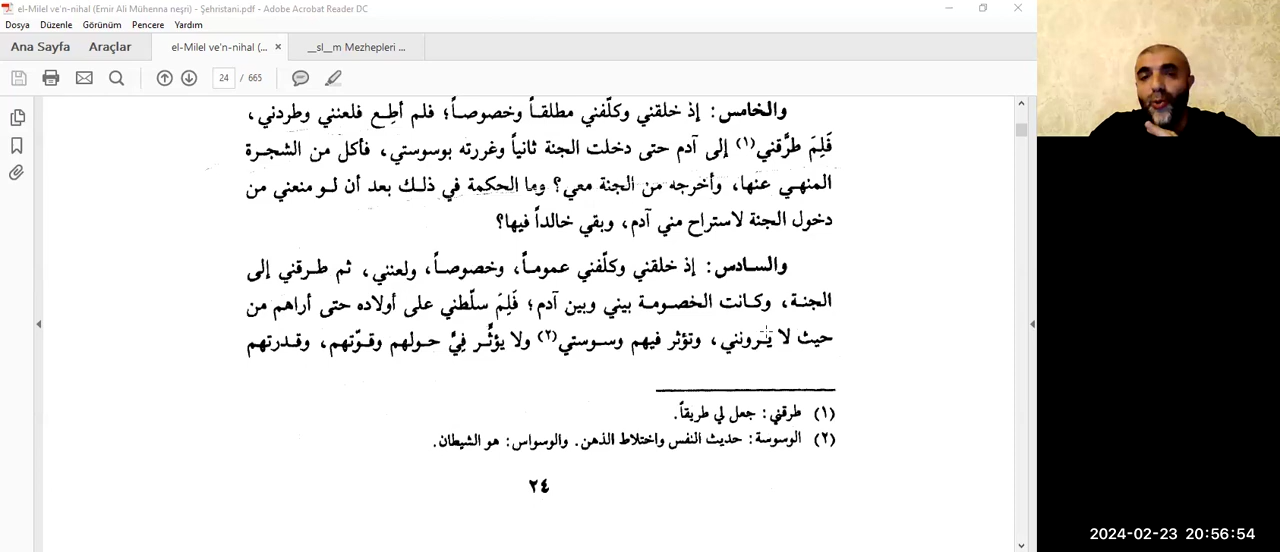 el-Milel ve'n-nihal (Emir Ali Mühenna neşri) - Şehristani.pdf - Adobe Acrobat Reader DC
Dosya Düzenle Görünüm Pencere Yardım
Ana Sayfa Araçlar el-Milel ve'n-nihal (... × __sl__m Mezhepleri ...
24 / 665
والخامس: إذ خلقني وكلّفني مطلقاً وخصوصاً؛ فلم أطِع فلعنني وطردني،
فَلِمَ طرَّقني(١) إلى آدم حتى دخلت الجنة ثانياً وغررته بوسوستي، فأكل من الشجرة
المنهي عنها، وأخرجه من الجنة معي؟ وما الحكمة في ذلك بعد أن لو منعني من
دخول الجنة لاستراح مني آدم، وبقي خالداً فيها؟
والسادس: إذ خلقني وكلّفني عموماً، وخصوصاً، ولعنني، ثم طرقني إلى
الجنة، وكانت الخصومة بيني وبين آدم؛ فَلِمَ سلّطني على أولاده حتى أراهم من
حيث لا يَرونني، وتؤثر فيهم وسوستي(٢) ولا يؤثِّر فِيَّ حولهم وقوّتهم، وقدرتهم
(١) طرقني: جعل لي طريقاً.
(٢) الوسوسة: حديث النفس واختلاط الذهن. والوسواس: هو الشيطان.
٢٤
2024-02-23 20:56:54